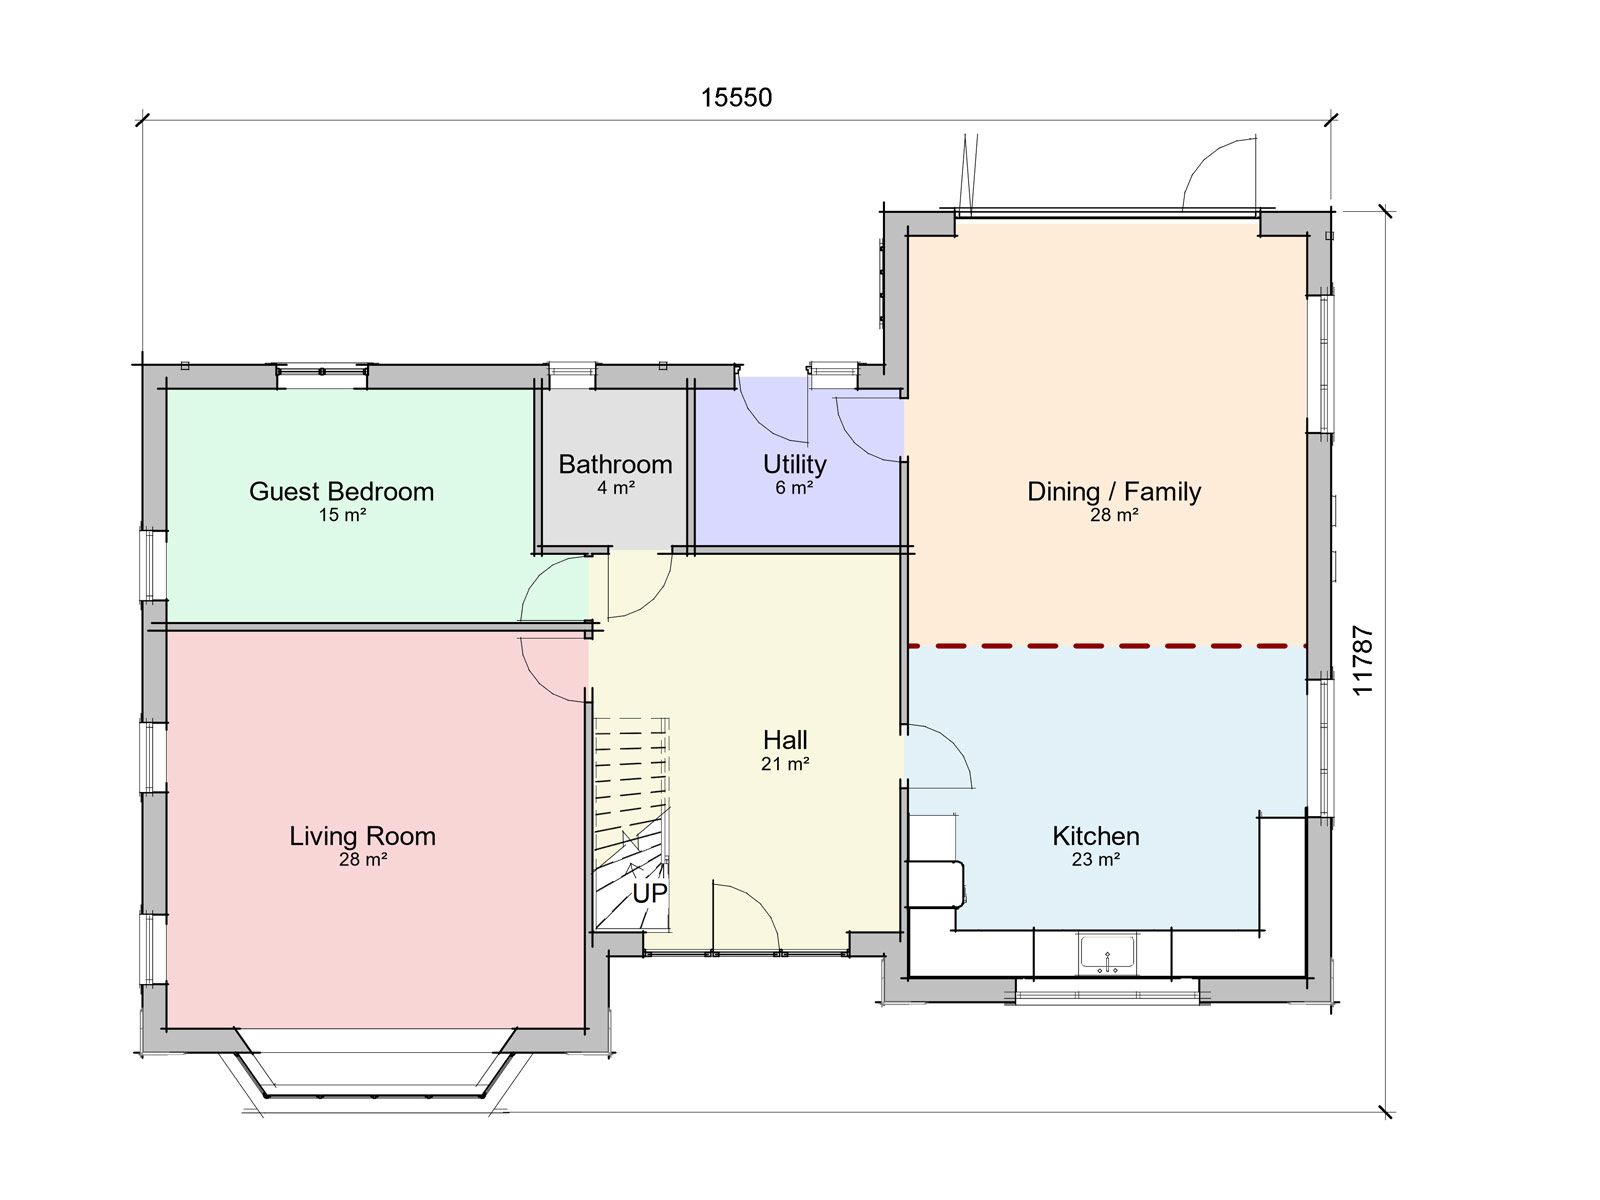 15550
Bathroom
4 m²
Utility
6 m²
Guest Bedroom
15 m²
Dining / Family
28 m²
11787
Hall
21 m²
Living Room
28 m²
Kitchen
23 m²
UP